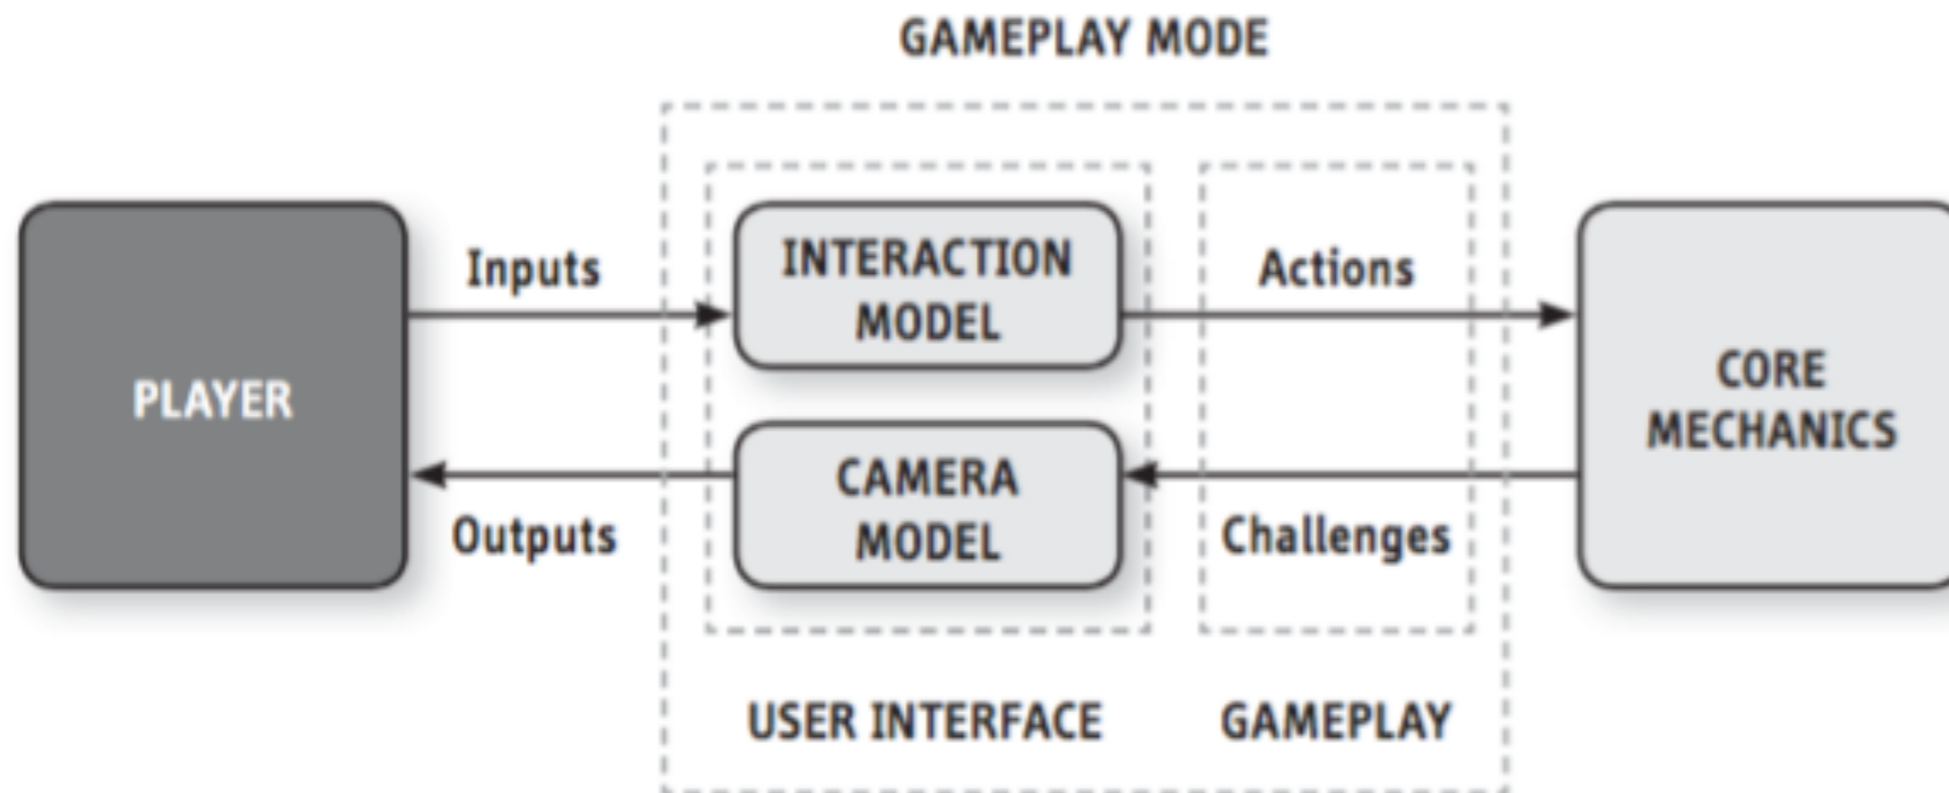 GAMEPLAY MODE
PLAYER
Inputs
Outputs
INTERACTION
MODEL
CAMERA
MODEL
Actions
Challenges
CORE
MECHANICS
USER INTERFACE
GAMEPLAY